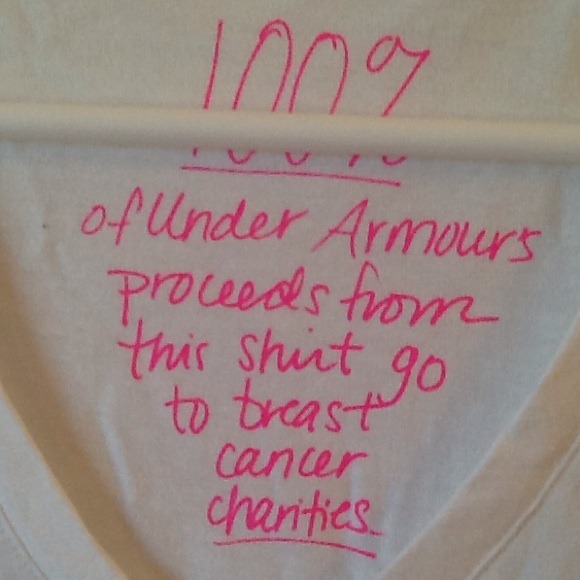 100%
of Under Armours
proceeds from
this shirt go
to breast
cancer
charities